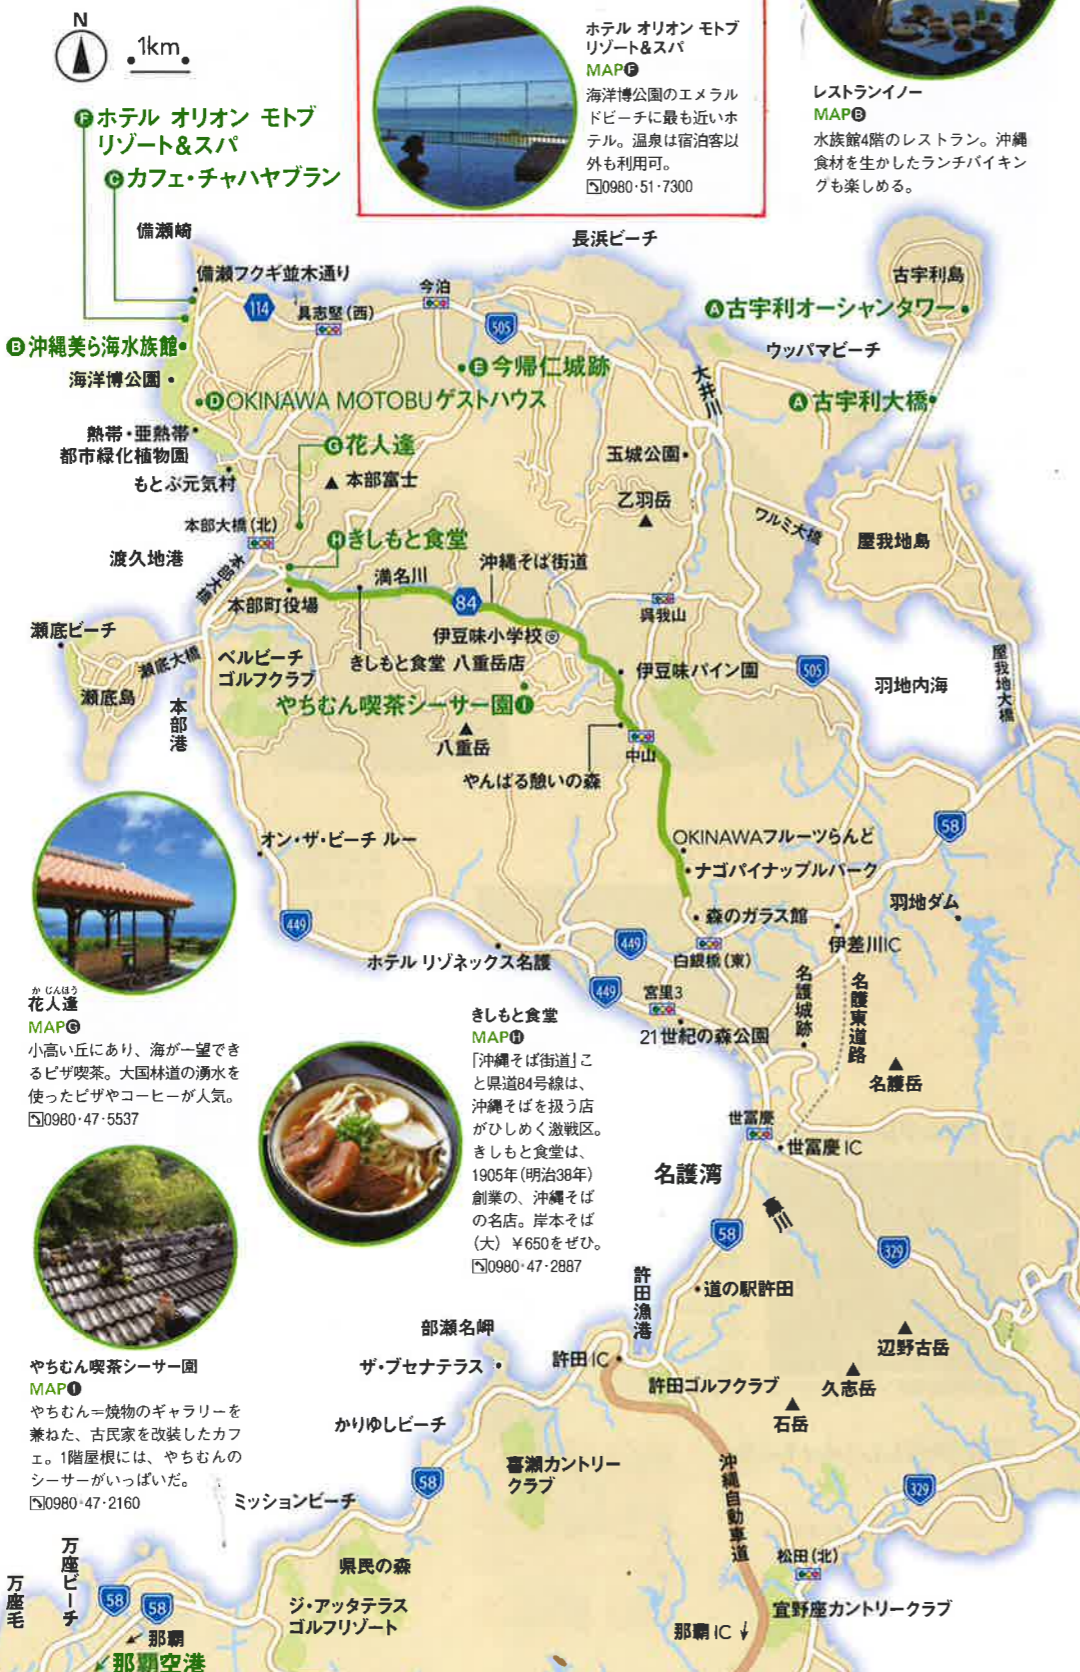 N
1km
Fホテル オリオン モトブ
リゾート&スパ
Cカフェ・チャハヤブラン
ホテル オリオン モトブ
リゾート&スパ
MAPF
海洋博公園のエメラル
ドビーチに最も近いホ
テル。温泉は宿泊客以
外も利用可。
0980・51・7300
レストランイノー
MAPB
水族館4階のレストラン。沖縄
食材を生かしたランチバイキン
グも楽しめる。
備瀬崎
長浜ビーチ
備瀬フクギ並木通り
今泊
古宇利島
114
具志堅(西)
505
A古宇利オーシャンタワー
B沖縄美ら海水族館
E今帰仁城跡
ウッパマビーチ
海洋博公園
大井川
DOKINAWA MOTOBUゲストハウス
A古宇利大橋
熱帯・亜熱帯
都市緑化植物園
G花人逢
玉城公園
もとぶ元気村
本部富士
乙羽岳
本部大橋(北)
ワルミ大橋
Hきしもと食堂
屋我地島
渡久地港
沖縄そば街道
本部大橋
満名川
84
本部町役場
呉我山
瀬底ビーチ
伊豆味小学校
瀬底大橋
ベルビーチ
ゴルフクラブ
きしもと食堂 八重岳店
伊豆味パイン園
505
屋我地大橋
羽地内海
瀬底島
本部港
やちむん喫茶シーサー園I
八重岳
中山
やんばる憩いの森
58
オン・ザ・ビーチ ルー
OKINAWAフルーツらんど
ナゴパイナップルパーク
羽地ダム
449
森のガラス館
449
伊差川IC
ホテル リゾネックス名護
白銀橋(東)
449
宮里3
名護城跡
名護東道路
花人逢
かじんほう
MAPG
小高い丘にあり、海が一望でき
るピザ喫茶。大国林道の湧水を
使ったピザやコーヒーが人気。
0980・47・5537
きしもと食堂
MAPH
「沖縄そば街道」こ
と県道84号線は、
沖縄そばを扱う店
がひしめく激戦区。
きしもと食堂は、
1905年(明治38年)
創業の、沖縄そば
の名店。岸本そば
(大)￥650をぜひ。
0980・47・2887
21世紀の森公園
名護岳
世冨慶
世冨慶 IC
名護湾
58
329
許田漁港
道の駅許田
部瀬名岬
辺野古岳
ザ・ブセナテラス
許田 IC
久志岳
許田ゴルフクラブ
石岳
やちむん喫茶シーサー園
MAPI
やちむん=焼物のギャラリーを
兼ねた、古民家を改装したカフ
ェ。1階屋根には、やちむんの
シーサーがいっぱいだ。
0980・47・2160
かりゆしビーチ
喜瀬カントリー
クラブ
58
沖縄自動車道
329
ミッションビーチ
万座ビーチ
松田(北)
県民の森
万座毛
58
58
ジ・アッタテラス
ゴルフリゾート
宜野座カントリークラブ
那覇
那覇 IC
那覇空港